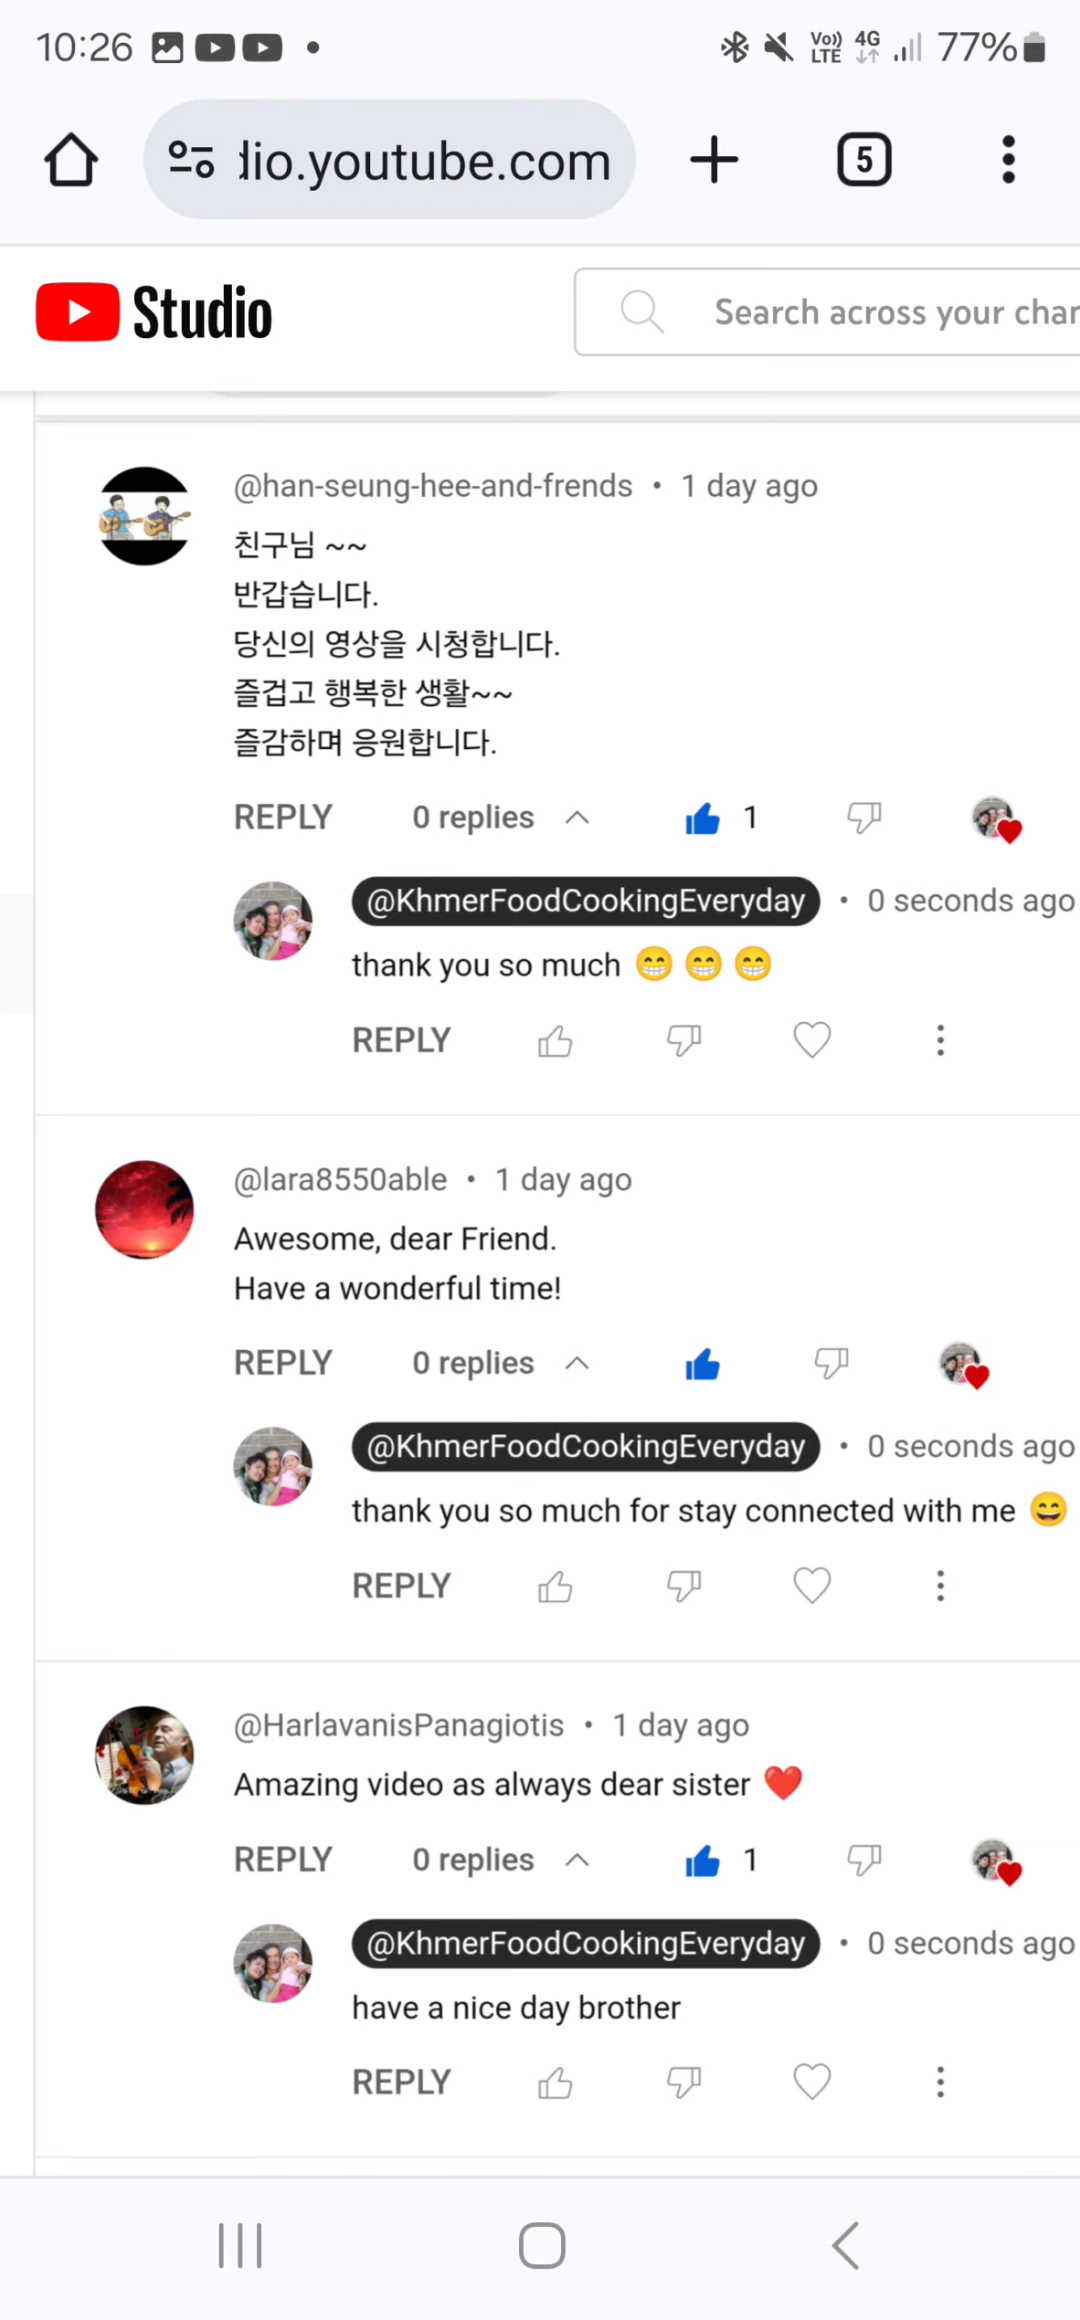 10:26
Vo)) LTE 4G 77%
dio.youtube.com
5
Studio
Search across your
@han-seung-hee-and-frends • 1 day ago
친구님 ~~
반갑습니다.
당신의 영상을 시청합니다.
즐겁고 행복한 생활~~
즐감하며 응원합니다.
REPLY 0 replies 1
@KhmerFoodCookingEveryday • 0 seconds ago
thank you so much 😁 😁 😁
REPLY
@lara8550able • 1 day ago
Awesome, dear Friend.
Have a wonderful time!
REPLY 0 replies
@KhmerFoodCookingEveryday • 0 seconds ago
thank you so much for stay connected with me 😄
REPLY
@HarlavanisPanagiotis • 1 day ago
Amazing video as always dear sister ❤️
REPLY 0 replies 1
@KhmerFoodCookingEveryday • 0 seconds ago
have a nice day brother
REPLY